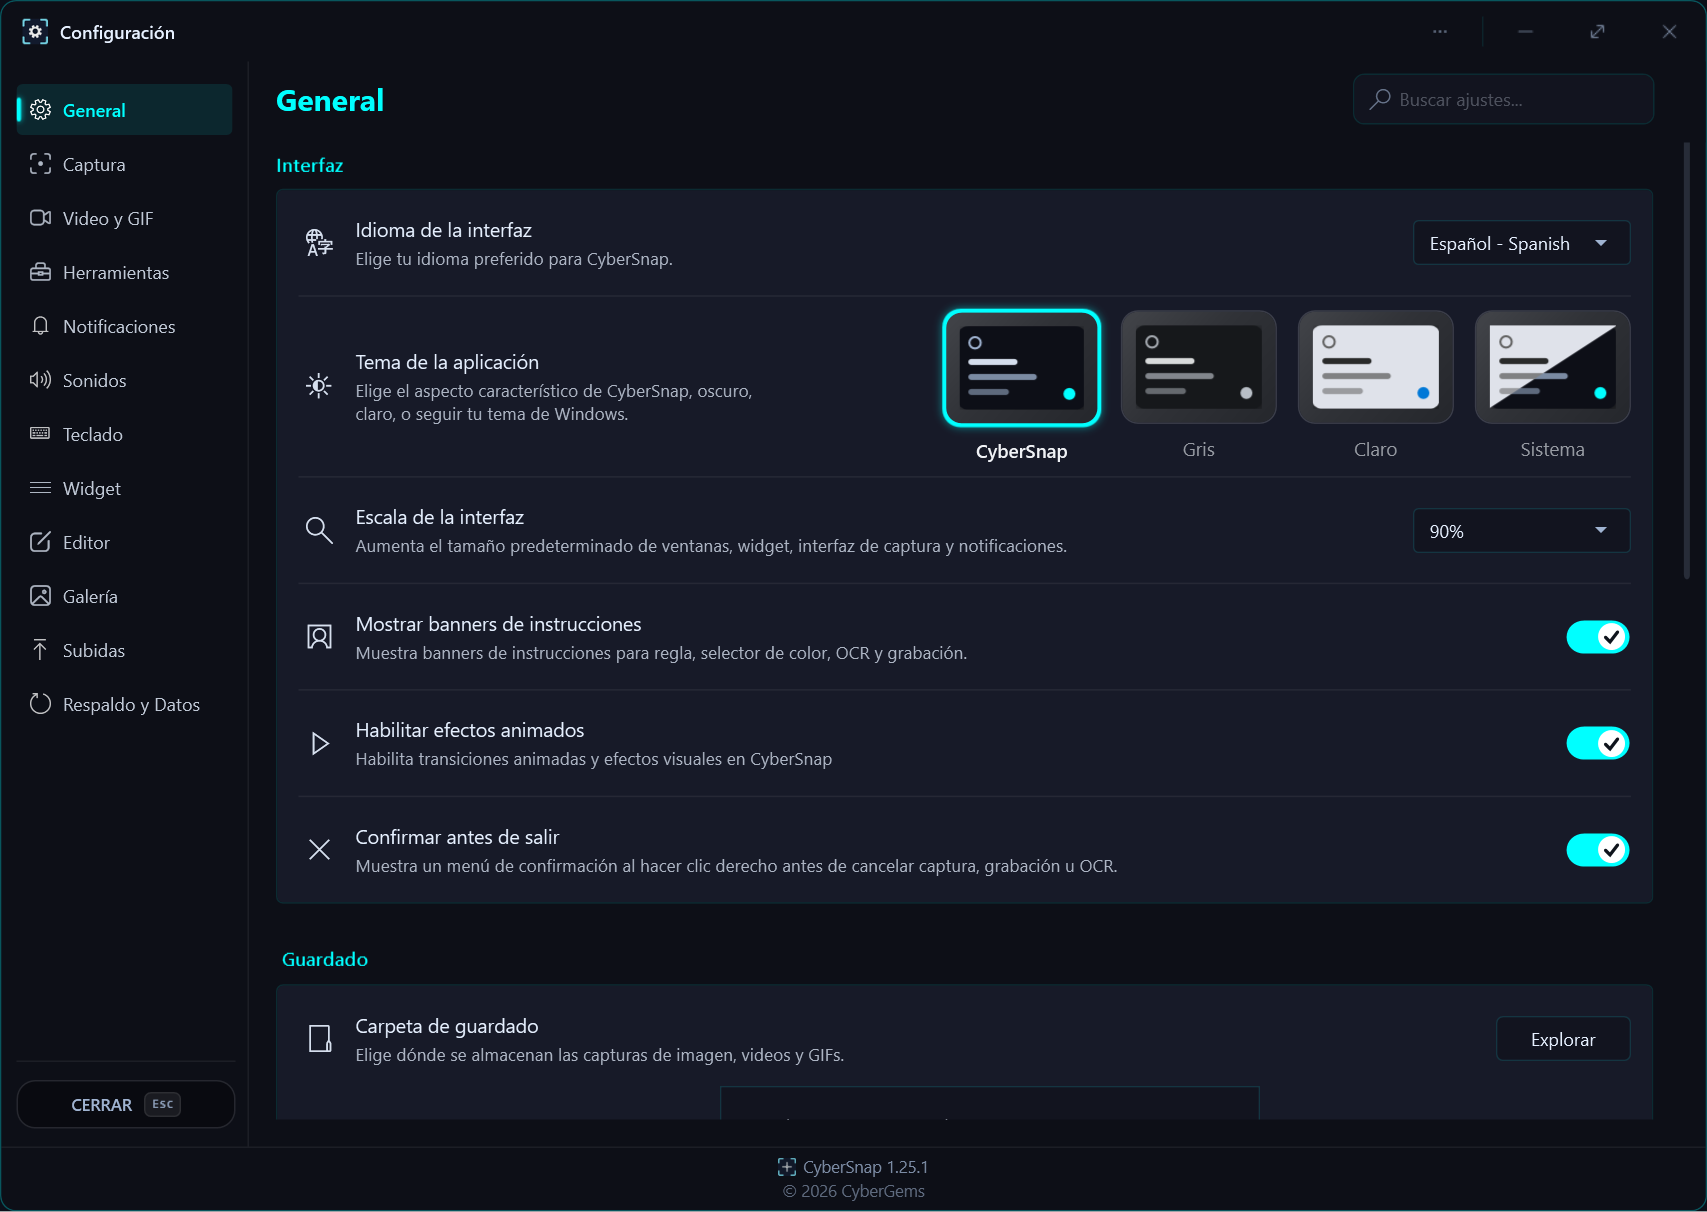 Configuración
General
Captura
Video y GIF
Herramientas
Notificaciones
Sonidos
Teclado
Widget
Editor
Galería
Subidas
Respaldo y Datos
CERRAR Esc
General
Buscar ajustes...
Interfaz
Idioma de la interfaz
Elige tu idioma preferido para CyberSnap.
Español - Spanish
Tema de la aplicación
Elige el aspecto característico de CyberSnap, oscuro,
claro, o seguir tu tema de Windows.
CyberSnap
Gris
Claro
Sistema
Escala de la interfaz
Aumenta el tamaño predeterminado de ventanas, widget, interfaz de captura y notificaciones.
90%
Mostrar banners de instrucciones
Muestra banners de instrucciones para regla, selector de color, OCR y grabación.
Habilitar efectos animados
Habilita transiciones animadas y efectos visuales en CyberSnap
Confirmar antes de salir
Muestra un menú de confirmación al hacer clic derecho antes de cancelar captura, grabación u OCR.
Guardado
Carpeta de guardado
Elige dónde se almacenan las capturas de imagen, videos y GIFs.
Explorar
CyberSnap 1.25.1
© 2026 CyberGems